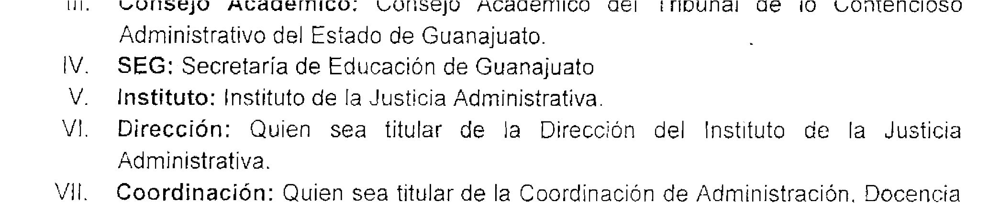 III. Consejo Académico: Consejo Académico del Tribunal de lo Contencioso
Administrativo del Estado de Guanajuato.
IV. SEG: Secretaría de Educación de Guanajuato
V. Instituto: Instituto de la Justicia Administrativa.
VI. Dirección: Quien sea titular de la Dirección del Instituto de la Justicia
Administrativa.
VII. Coordinación: Quien sea titular de la Coordinación de Administración, Docencia